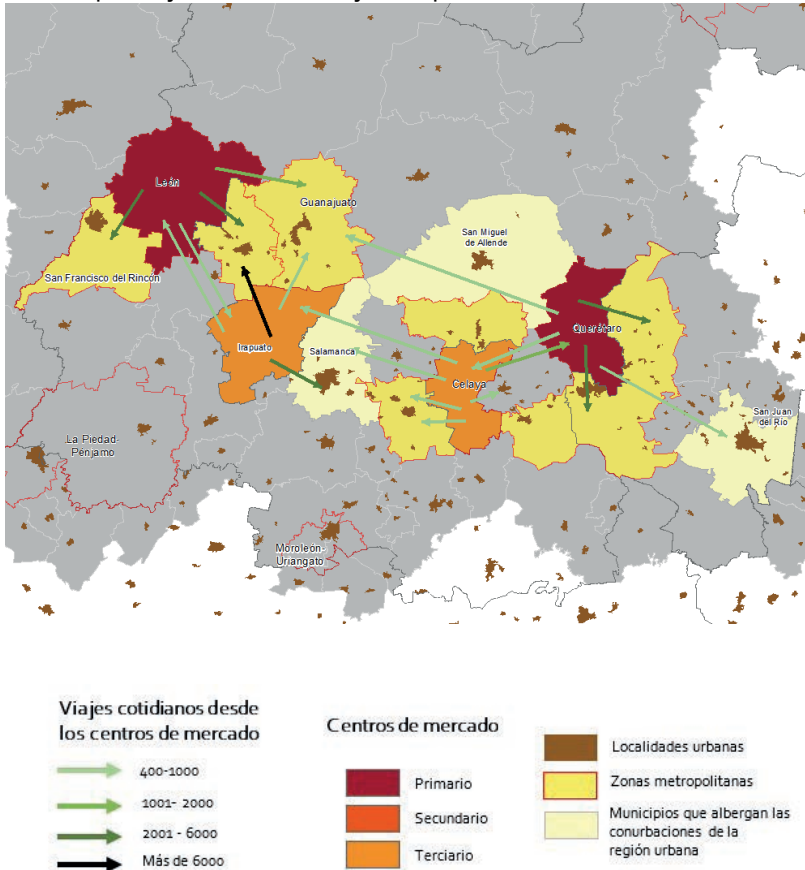 León
Guanajuato
San Miguel
de Allende
San Francisco del Rincón
Querétaro
Irapuato
Salamanca
Celaya
San Juan
del Río
La Piedad-
Pénjamo
Moroleón-
Uriangato
Viajes cotidianos desde
los centros de mercado
400-1000
1001- 2000
2001 - 6000
Más de 6000
Centros de mercado
Primario
Secundario
Terciario
Localidades urbanas
Zonas metropolitanas
Municipios que albergan las
conurbaciones de la
región urbana